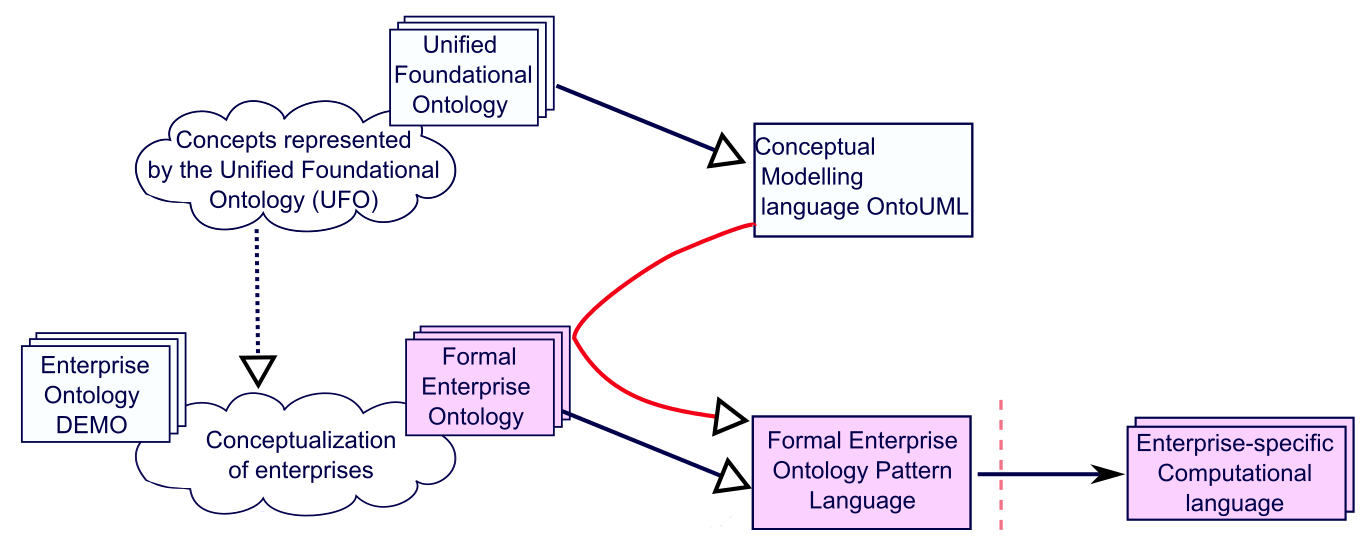 Unified
Foundational
Ontology
Concepts represented
by the Unified Foundational
Ontology (UFO)
Conceptual
Modelling
language OntoUML
Enterprise
Ontology
DEMO
Conceptualization
of enterprises
Formal
Enterprise
Ontology
Formal Enterprise
Ontology Pattern
Language
Enterprise-specific
Computational
language